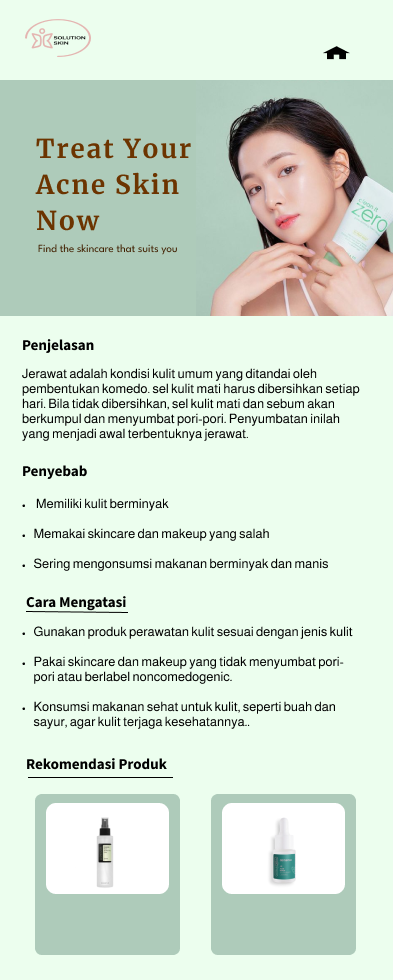 SOLUTION
SKIN
Treat Your
Acne Skin
Now
Find the skincare that suits you
zero
Penjelasan
Jerawat adalah kondisi kulit umum yang ditandai oleh
pembentukan komedo. sel kulit mati harus dibersihkan setiap
hari. Bila tidak dibersihkan, sel kulit mati dan sebum akan
berkumpul dan menyumbat pori-pori. Penyumbatan inilah
yang menjadi awal terbentuknya jerawat.
Penyebab
• Memiliki kulit berminyak
• Memakai skincare dan makeup yang salah
• Sering mengonsumsi makanan berminyak dan manis
Cara Mengatasi
• Gunakan produk perawatan kulit sesuai dengan jenis kulit
• Pakai skincare dan makeup yang tidak menyumbat pori-
pori atau berlabel noncomedogenic.
• Konsumsi makanan sehat untuk kulit, seperti buah dan
sayur, agar kulit terjaga kesehatannya..
Rekomendasi Produk